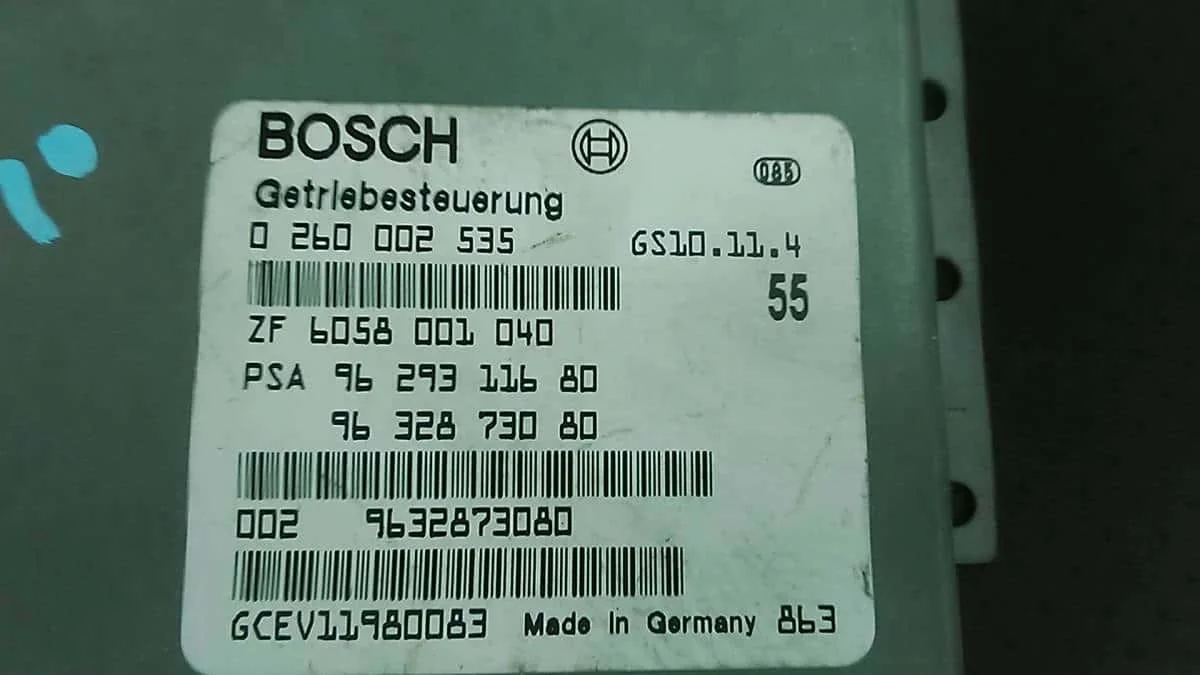 BOSCH
085
Getriebesteuerung
0 260 002 535 GS10.11.4
55
ZF 6058 001 040
PSA 96 293 116 80
96 328 730 80
002 9632873080
GCEV11980083 Made In Germany 863